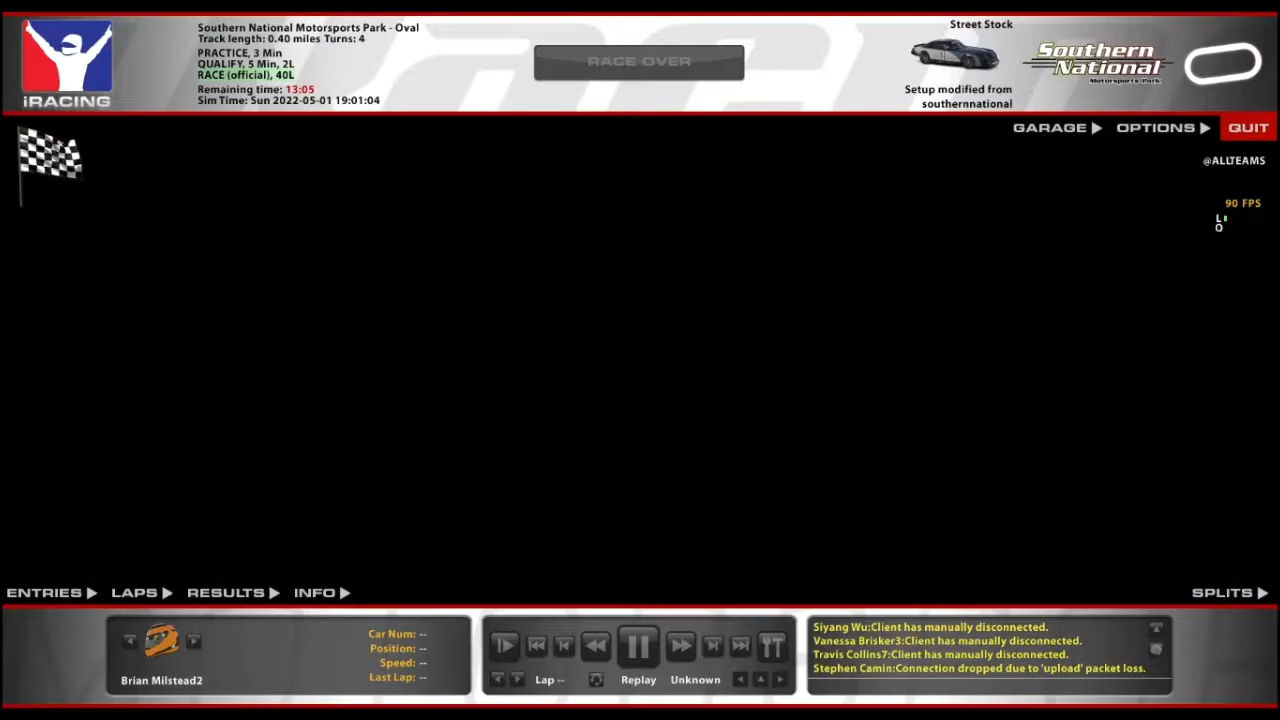 iRACING
Southern National Motorsports Park - Oval
Track length: 0.40 miles Turns: 4
PRACTICE, 3 Min
QUALIFY, 5 Min, 2L
RACE (official), 40L
Remaining time: 13:05
Sim Time: Sun 2022-05-01 19:01:04
RACE OVER
Street Stock
Setup modified from
southernnational
Southern
National
Motorsports Park
GARAGE
OPTIONS
QUIT
@ALLTEAMS
90 FPS
L
Q
ENTRIES
LAPS
RESULTS
INFO
SPLITS
Brian Milstead2
Car Num: --
Position: --
Speed: --
Last Lap: --
Lap --
Replay
Unknown
Siyang Wu:Client has manually disconnected.
Vanessa Brisker3:Client has manually disconnected.
Travis Collins7:Client has manually disconnected.
Stephen Camin:Connection dropped due to 'upload' packet loss.